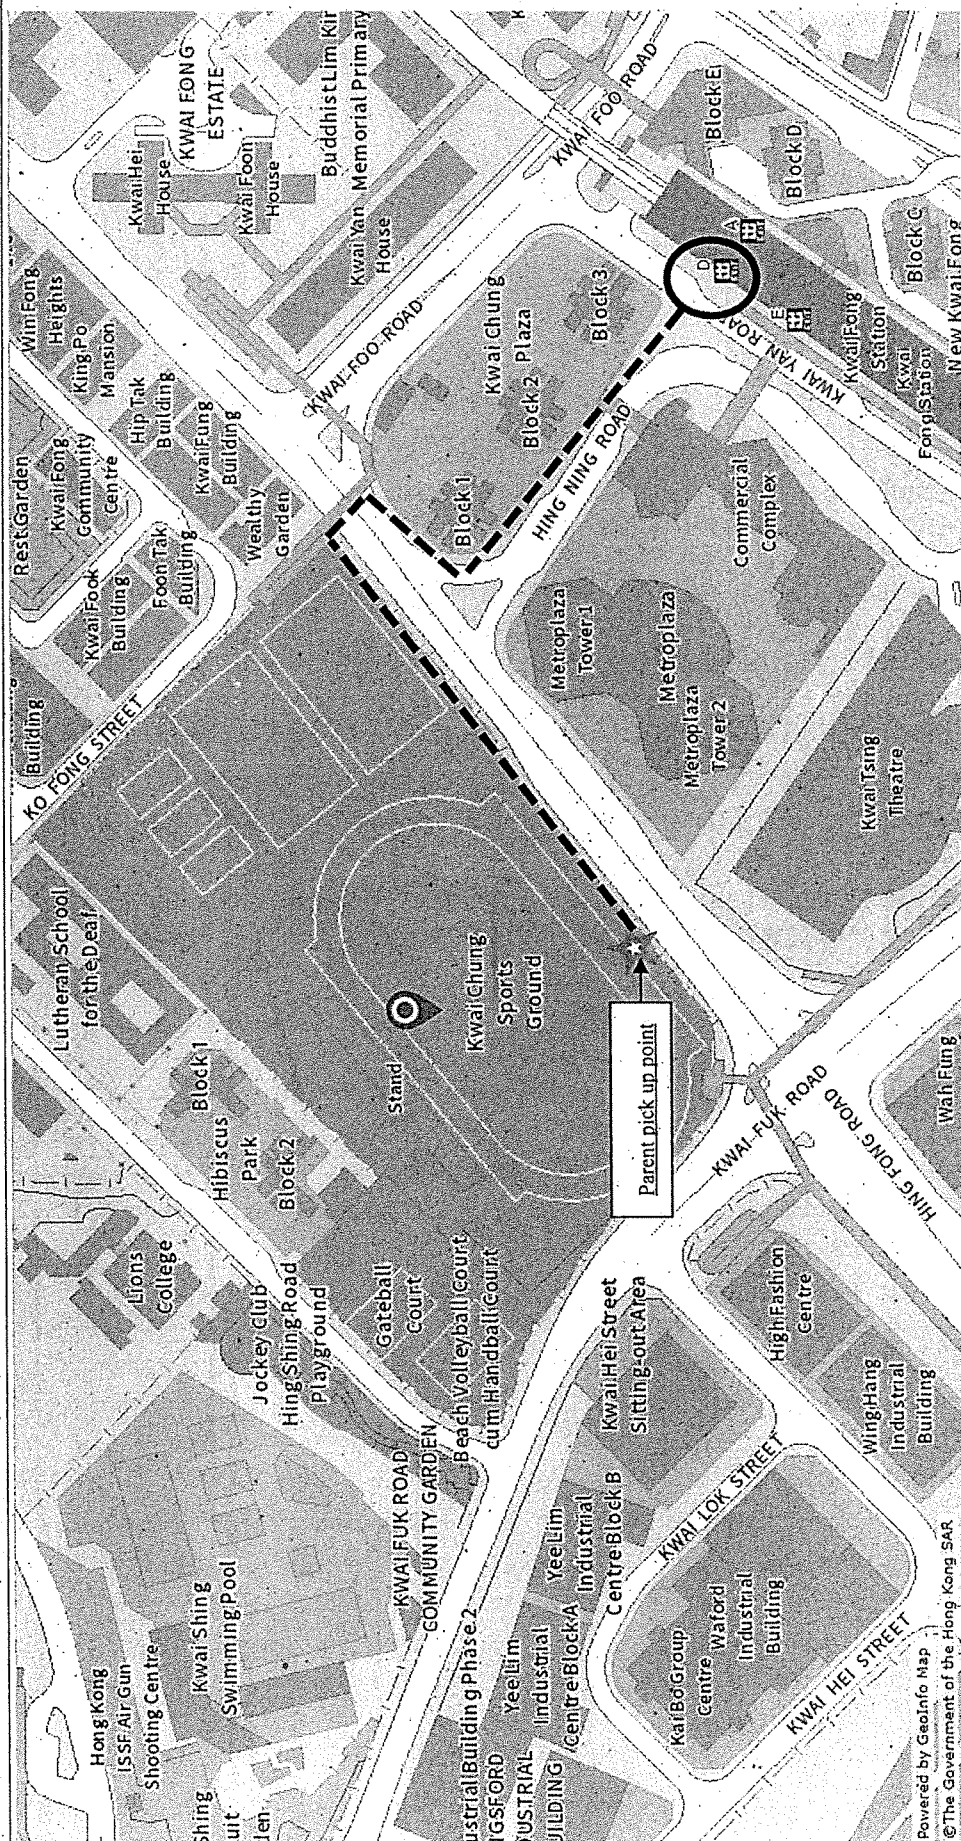 Hong Kong
ISSF Air Gun
Shooting Centre
Kwai Shing
Swimming Pool
Lions
College
Jockey Club
Hing Shing Road
Playground
KWAI FUK ROAD
COMMUNITY GARDEN
Gateball
Court
Beach Volleyball Court
cum Handball Court
Lutheran School
for the Deaf
Block 1
Hibiscus
Park
Block 2
Stand
Kwai Chung
Sports
Ground
Building
KO FONG STREET
Rest Garden
Kwai Fong
Community
Centre
Kwai Fook
Building
Foon Tak
Building
Win Fong
Heights
King Po
Mansion
Hip Tak
Building
Kwai Fung
Building
Wealthy
Garden
Kwai Hei
House
KWAI FONG
ESTATE
Kwai Foon
House
Buddhist Lim Kir
Memorial Primary
Kwai Yan
House
KWAI FOO ROAD
KWAI FOO ROAD
Kwai Chung
Plaza
Block 1
Block 2
Block 3
HING NING ROAD
Block E
Block D
Block C
A
D
E
KWAI YAN ROAD
Kwai Fong
Station
Kwai
Fong Station
New Kwai Fong
Commercial
Complex
Metroplaza
Tower 1
Metroplaza
Metroplaza
Tower 2
Kwai Tsing
Theatre
Parent pick up point
KWAI FUK ROAD
HING FONG ROAD
Wah Fung
Kwai Hei Street
Sitting-out Area
High Fashion
Centre
Wing Hang
Industrial
Building
KWAI LOK STREET
ustrial Building Phase 2
Yee Lim
Industrial
Centre Block A
Yee Lim
Industrial
Centre Block B
IGSFORD
DUSTRIAL
UILDING
Kai Bo Group
Centre
Waford
Industrial
Building
KWAI HEI STREET
Shing
uit
den
Powered by GeoInfo Map
©The Government of the Hong Kong SAR